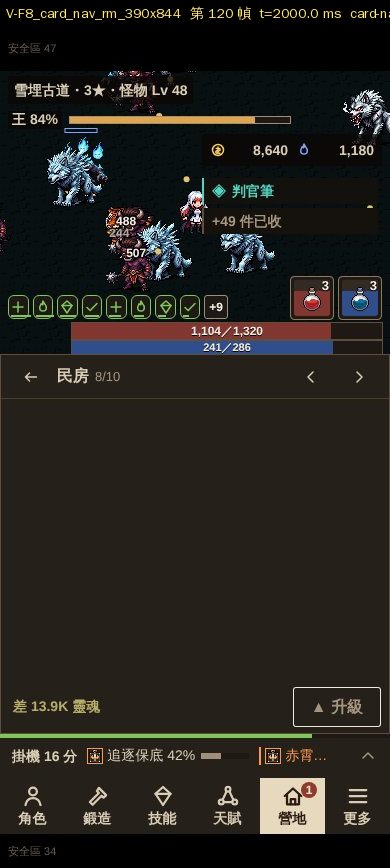 V-F8_card_nav_rm_390x844 第 120 幀 t=2000.0 ms card-na
安全區 47
雪埋古道・3★・怪物 Lv 48
王 84%
8,640 1,180
判官筆
+49 件已收
488
244
507
3 3
+9
1,104／1,320
241／286
民房 8/10
差 13.9K 靈魂
▲ 升級
掛機 16 分 追逐保底 42% 赤霄…
1
角色 鍛造 技能 天賦 營地 更多
安全區 34